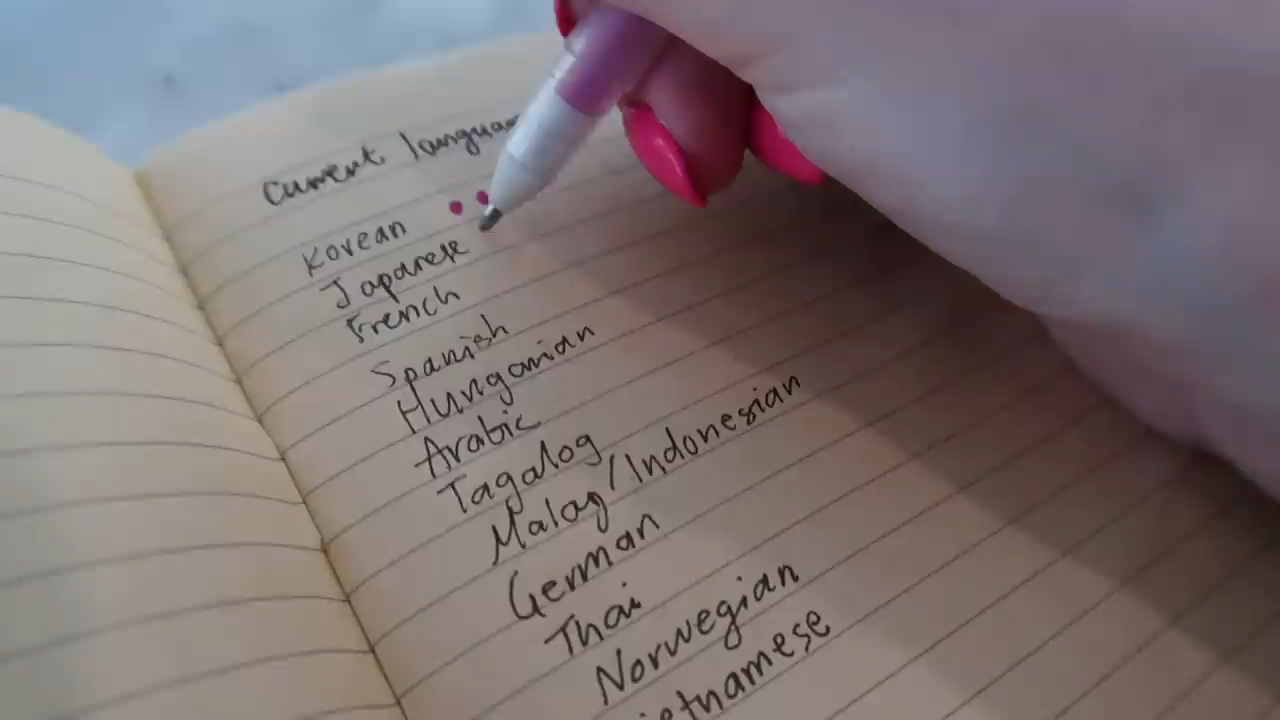 Current languag
Korean
Japanese
French
Spanish
Hungarian
Arabic
Tagalog
Malay/Indonesian
German
Thai
Norwegian
ietnamese